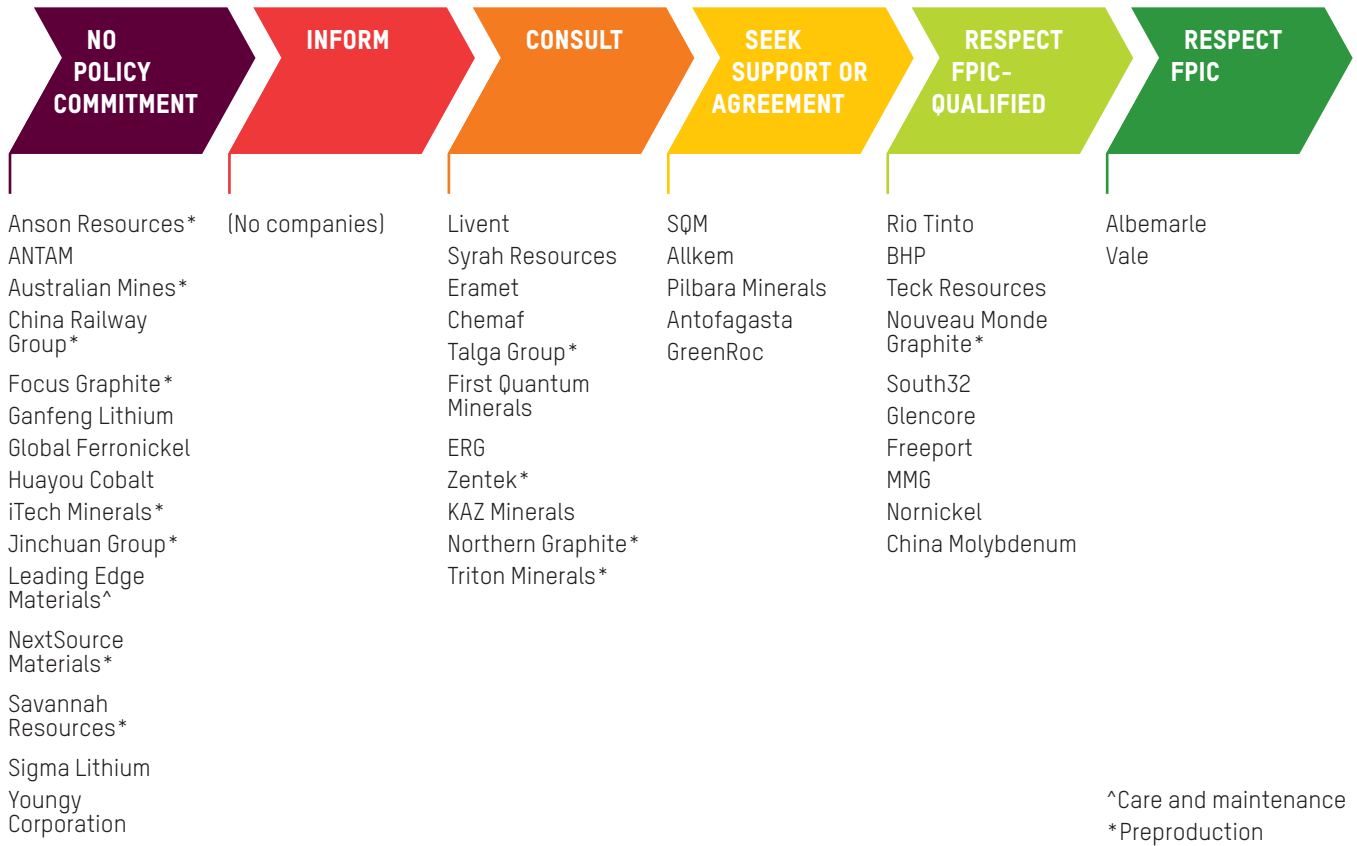 NO
POLICY
COMMITMENT
INFORM
CONSULT
SEEK
SUPPORT OR
AGREEMENT
RESPECT
FPIC-
QUALIFIED
RESPECT
FPIC
Anson Resources*
ANTAM
Australian Mines*
China Railway
Group*
Focus Graphite*
Ganfeng Lithium
Global Ferronickel
Huayou Cobalt
iTech Minerals*
Jinchuan Group*
Leading Edge
Materials^
NextSource
Materials*
Savannah
Resources*
Sigma Lithium
Youngy
Corporation
(No companies)
Livent
Syrah Resources
Eramet
Chemaf
Talga Group*
First Quantum
Minerals
ERG
Zentek*
KAZ Minerals
Northern Graphite*
Triton Minerals*
SQM
Allkem
Pilbara Minerals
Antofagasta
GreenRoc
Rio Tinto
BHP
Teck Resources
Nouveau Monde
Graphite*
South32
Glencore
Freeport
MMG
Nornickel
China Molybdenum
Albemarle
Vale
^Care and maintenance
*Preproduction